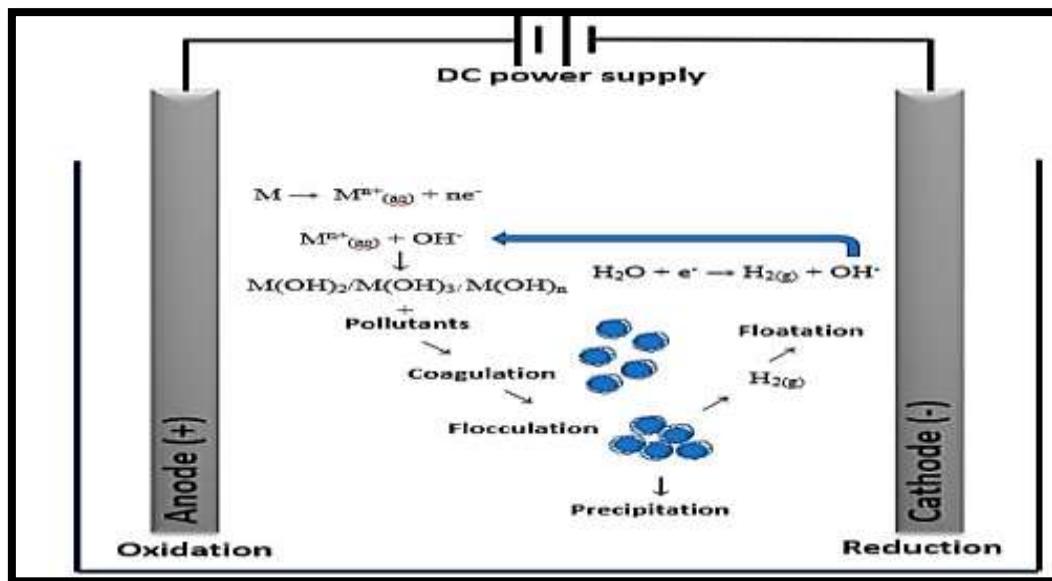 DC power supply
M → Mⁿ⁺(aq) + ne⁻
Mⁿ⁺(aq) + OH⁻
↓
H₂O + e⁻ → H₂(g) + OH⁻
M(OH)₂/M(OH)₃/M(OH)ₙ
+
Pollutants
Floatation
Coagulation
H₂(g)
Flocculation
Precipitation
Anode (+)
Cathode (-)
Oxidation
Reduction